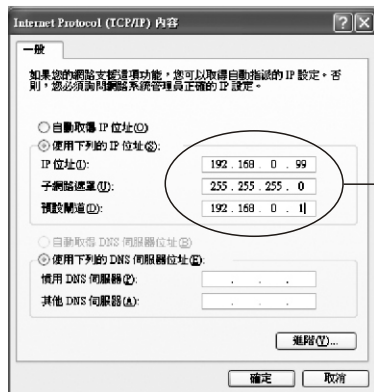 Internet Protocol (TCP/IP) 內容
一般
如果您的網路支援這項功能，您可以取得自動指派的 IP 設定。否
則，您必須詢問網路系統管理員正確的 IP 設定。
自動取得 IP 位址(O)
使用下列的 IP 位址(S):
IP 位址(I): 192 . 168 . 0 . 99
子網路遮罩(U): 255 . 255 . 255 . 0
預設閘道(D): 192 . 168 . 0 . 1
自動取得 DNS 伺服器位址(B)
使用下列的 DNS 伺服器位址(E):
慣用 DNS 伺服器(P): . . .
其他 DNS 伺服器(A): . . .
進階(V)...
確定 取消